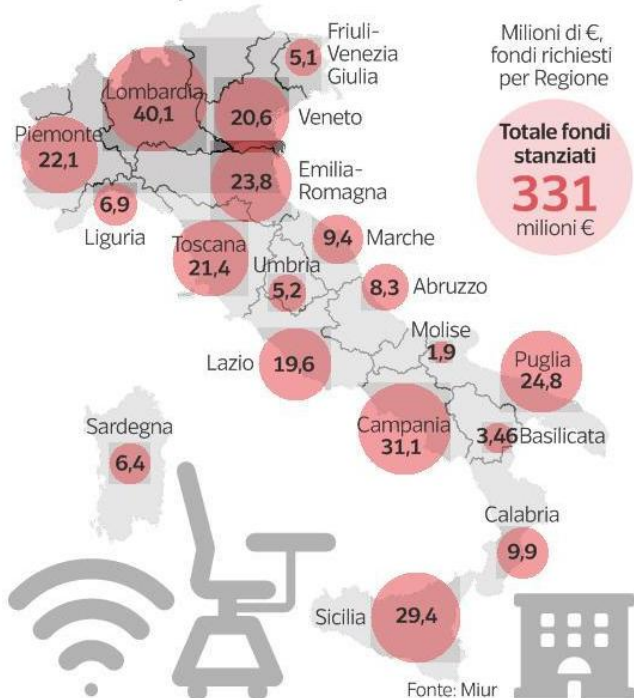 Friuli-
Venezia
Giulia
5,1
Milioni di €,
fondi richiesti
per Regione
Totale fondi
stanziati
331
milioni €
Lombardia
40,1
20,6
Veneto
Piemonte
22,1
23,8
Emilia-
Romagna
6,9
Liguria
Toscana
21,4
9,4
Marche
Umbria
5,2
8,3
Abruzzo
Molise
1,9
Lazio
19,6
Puglia
24,8
Campania
31,1
3,46
Basilicata
Sardegna
6,4
Calabria
9,9
Sicilia
29,4
Fonte: Miur